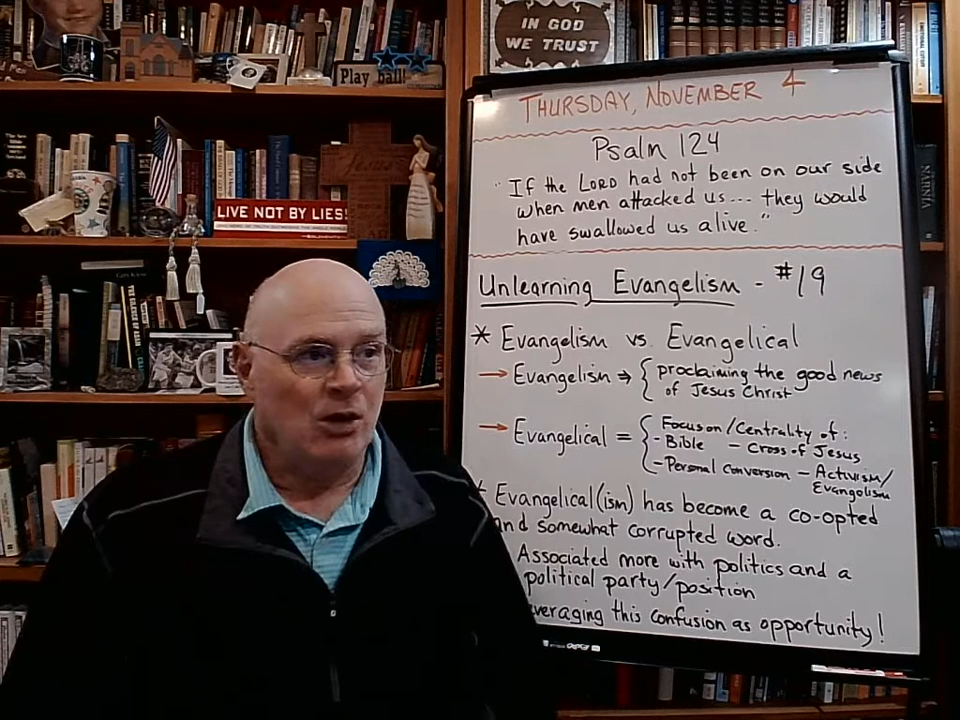 IN GOD
WE TRUST
Play ball!
LIVE NOT BY LIES!
NARNIA
THURSDAY, NOVEMBER 4
Psalm 124
"If the LORD had not been on our side
when men attacked us... they would
have swallowed us alive."
Unlearning Evangelism - #19
* Evangelism vs. Evangelical
→ Evangelism → { proclaiming the good news
of Jesus Christ
→ Evangelical = { Focus on/Centrality of:
- Bible - Cross of Jesus
- Personal Conversion - Activism/
Evangelism
* Evangelical(ism) has become a co-opted
and somewhat corrupted word.
Associated more with politics and a
political party/position
veraging this confusion as opportunity!